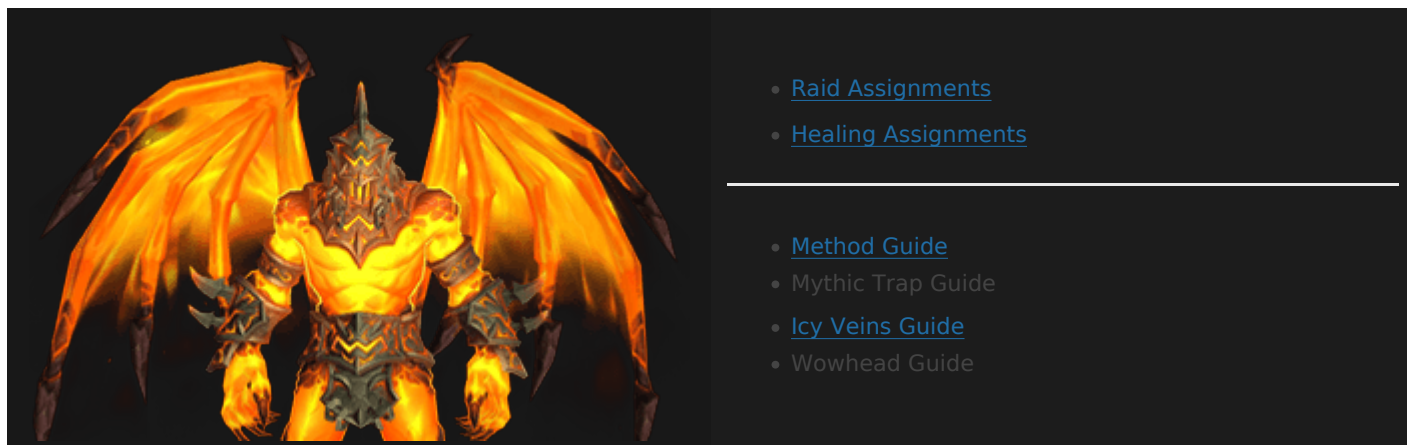 Raid Assignments
Healing Assignments
Method Guide
Mythic Trap Guide
Icy Veins Guide
Wowhead Guide